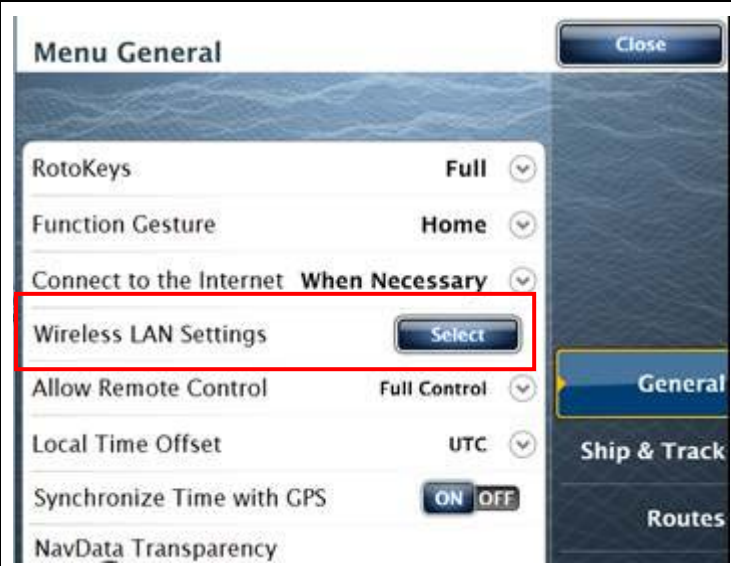 Menu General
Close
RotoKeys Full
Function Gesture Home
Connect to the Internet When Necessary
Wireless LAN Settings Select
Allow Remote Control Full Control
Local Time Offset UTC
Synchronize Time with GPS ON OFF
NavData Transparency
General
Ship & Track
Routes